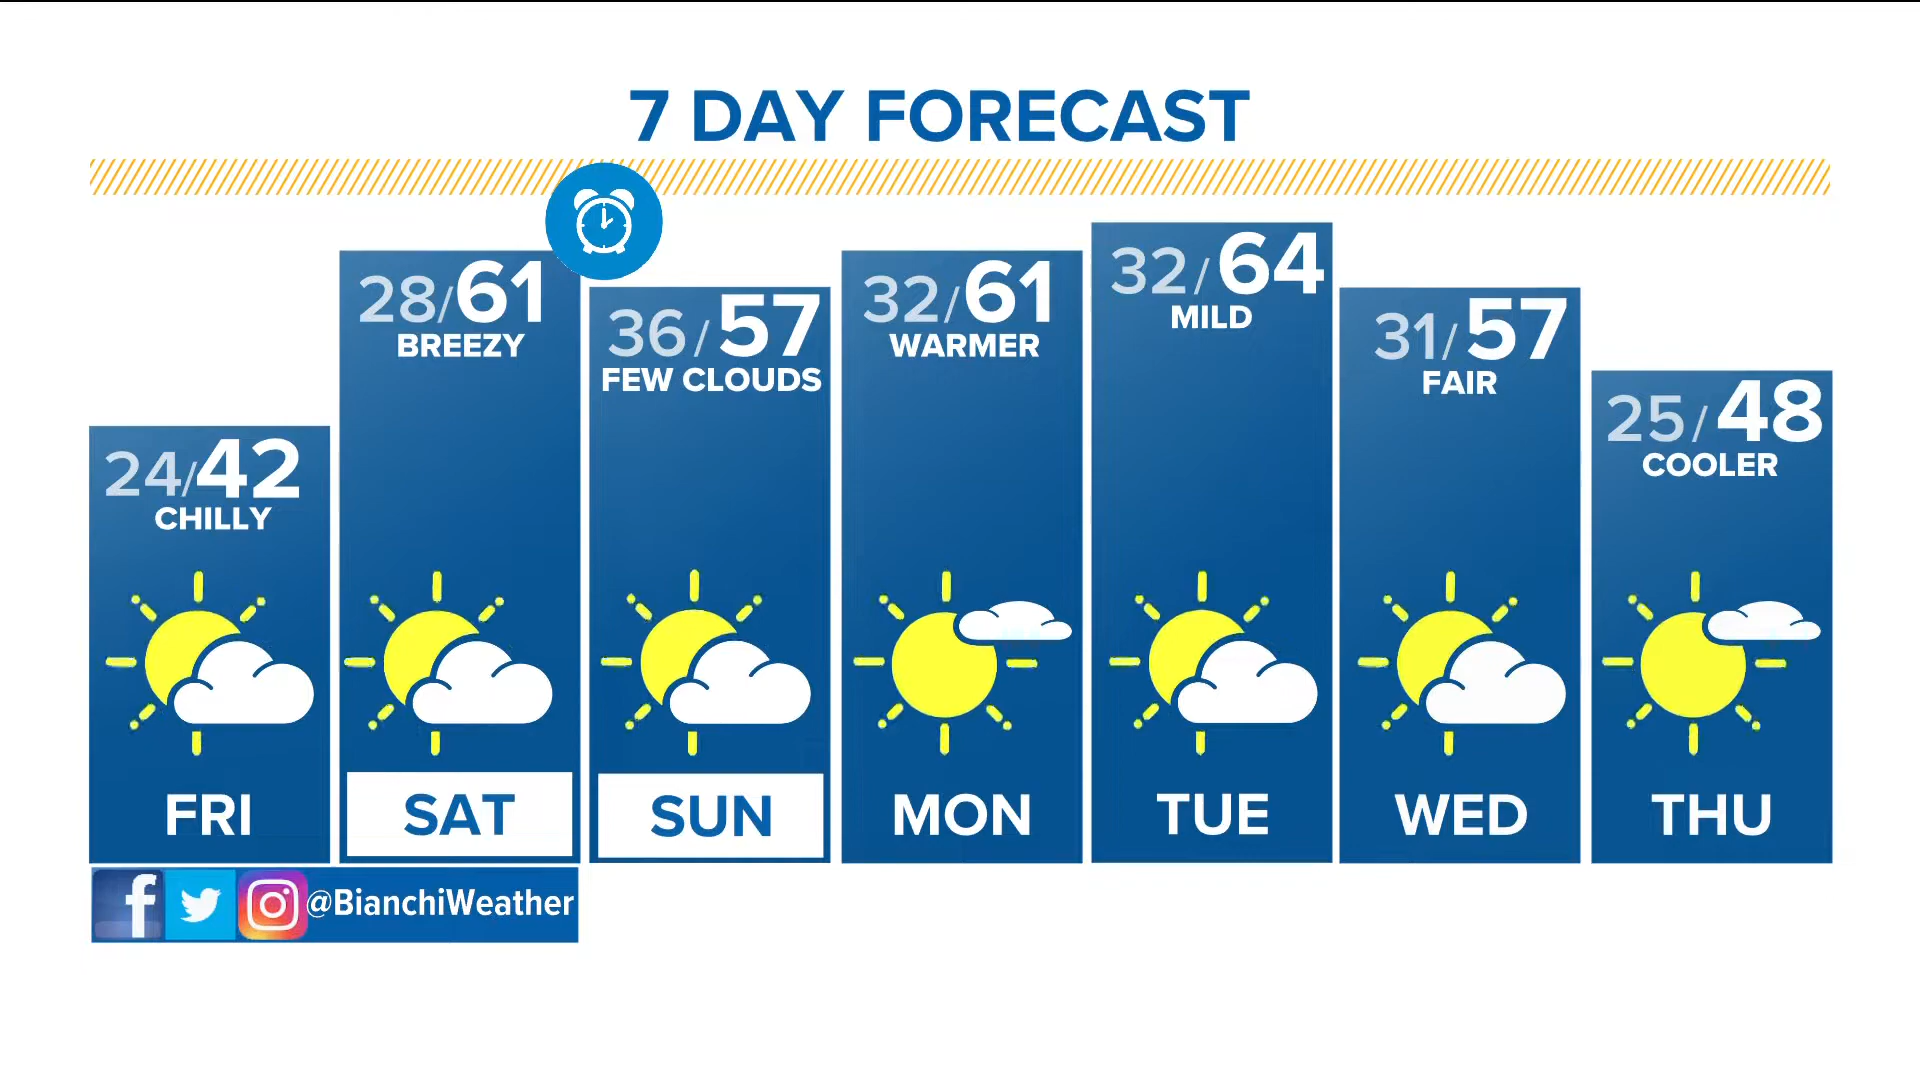 7 DAY FORECAST
24/42
CHILLY
FRI
28/61
BREEZY
SAT
36/57
FEW CLOUDS
SUN
32/61
WARMER
MON
32/64
MILD
TUE
31/57
FAIR
WED
25/48
COOLER
THU
f @BianchiWeather